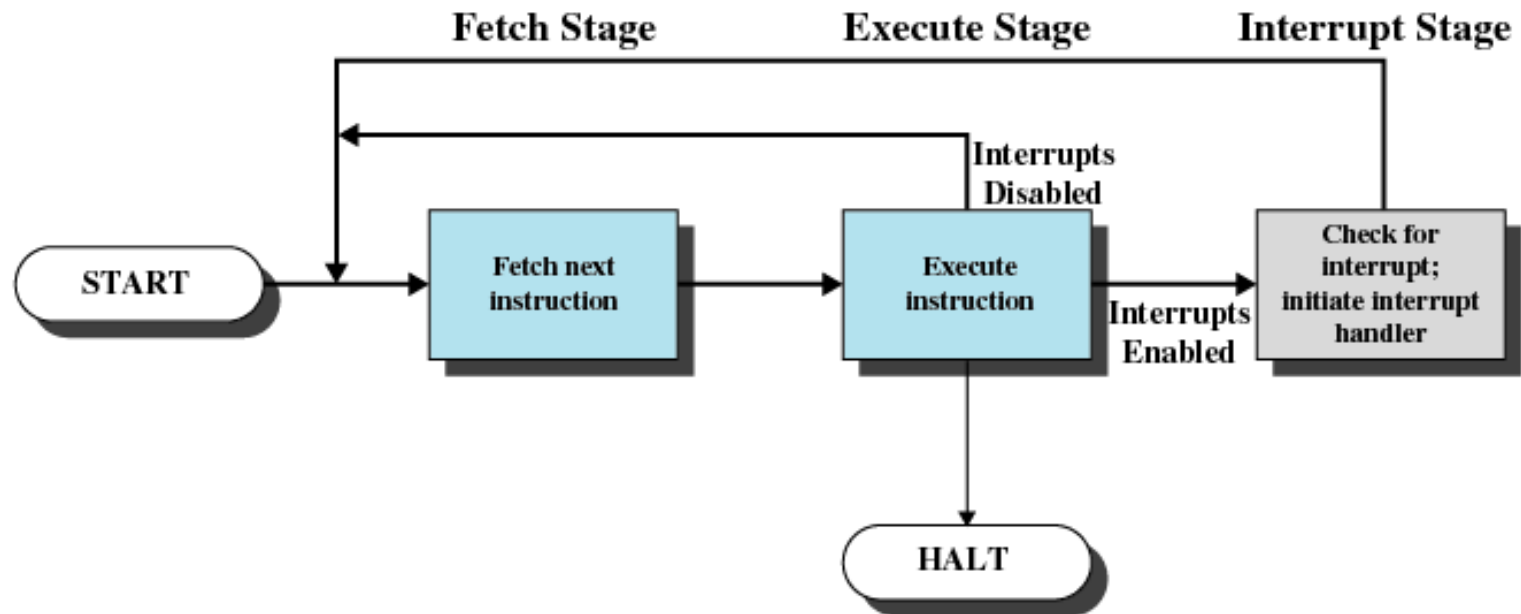 Fetch Stage
Execute Stage
Interrupt Stage
Interrupts
Disabled
START
Fetch next
instruction
Execute
instruction
Interrupts
Enabled
Check for
interrupt;
initiate interrupt
handler
HALT